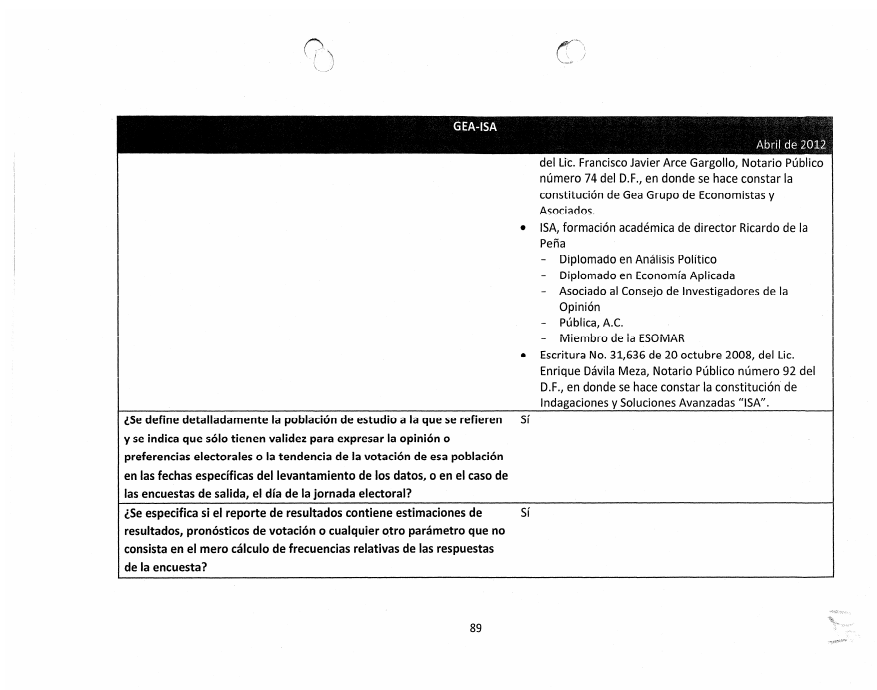 GEA-ISA
Abril de 2012
del Lic. Francisco Javier Arce Gargollo, Notario Público
número 74 del D.F., en donde se hace constar la
constitución de Gea Grupo de Economistas y
Asociados.
• ISA, formación académica de director Ricardo de la
Peña
- Diplomado en Análisis Político
- Diplomado en Economía Aplicada
- Asociado al Consejo de Investigadores de la
Opinión
- Pública, A.C.
- Miembro de la ESOMAR
• Escritura No. 31,636 de 20 octubre 2008, del Lic.
Enrique Dávila Meza, Notario Público número 92 del
D.F., en donde se hace constar la constitución de
Indagaciones y Soluciones Avanzadas "ISA".
¿Se define detalladamente la población de estudio a la que se refieren Sí
y se indica que sólo tienen validez para expresar la opinión o
preferencias electorales o la tendencia de la votación de esa población
en las fechas específicas del levantamiento de los datos, o en el caso de
las encuestas de salida, el día de la jornada electoral?
¿Se especifica si el reporte de resultados contiene estimaciones de Sí
resultados, pronósticos de votación o cualquier otro parámetro que no
consista en el mero cálculo de frecuencias relativas de las respuestas
de la encuesta?
89